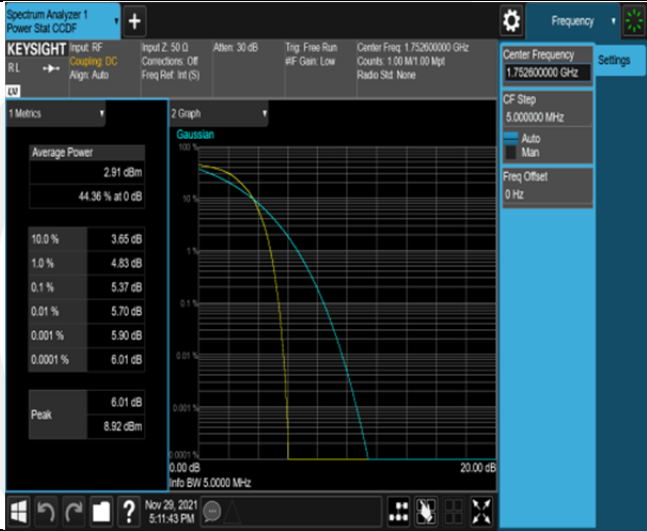 Spectrum Analyzer 1
Power Stat CCDF
Frequency
KEYSIGHT
RL
LV
Input: RF
Coupling: DC
Align: Auto
Input Z: 50 Ω
Corrections: Off
Freq Ref: Int (S)
Atten: 30 dB
Trig: Free Run
#IF Gain: Low
Center Freq: 1.752600000 GHz
Counts: 1.00 M/1.00 Mpt
Radio Std: None
Center Frequency
1.752600000 GHz
Settings
CF Step
5.000000 MHz
Auto
Man
Freq Offset
0 Hz
1 Metrics
Average Power
2.91 dBm
44.36 % at 0 dB
10.0 % 3.65 dB
1.0 % 4.83 dB
0.1 % 5.37 dB
0.01 % 5.70 dB
0.001 % 5.90 dB
0.0001 % 6.01 dB
Peak
6.01 dB
8.92 dBm
2 Graph
Gaussian
100 %
10 %
1 %
0.1 %
0.01 %
0.001 %
0.0001 %
0.00 dB 20.00 dB
Info BW 5.0000 MHz
?
Nov 29, 2021
5:11:43 PM